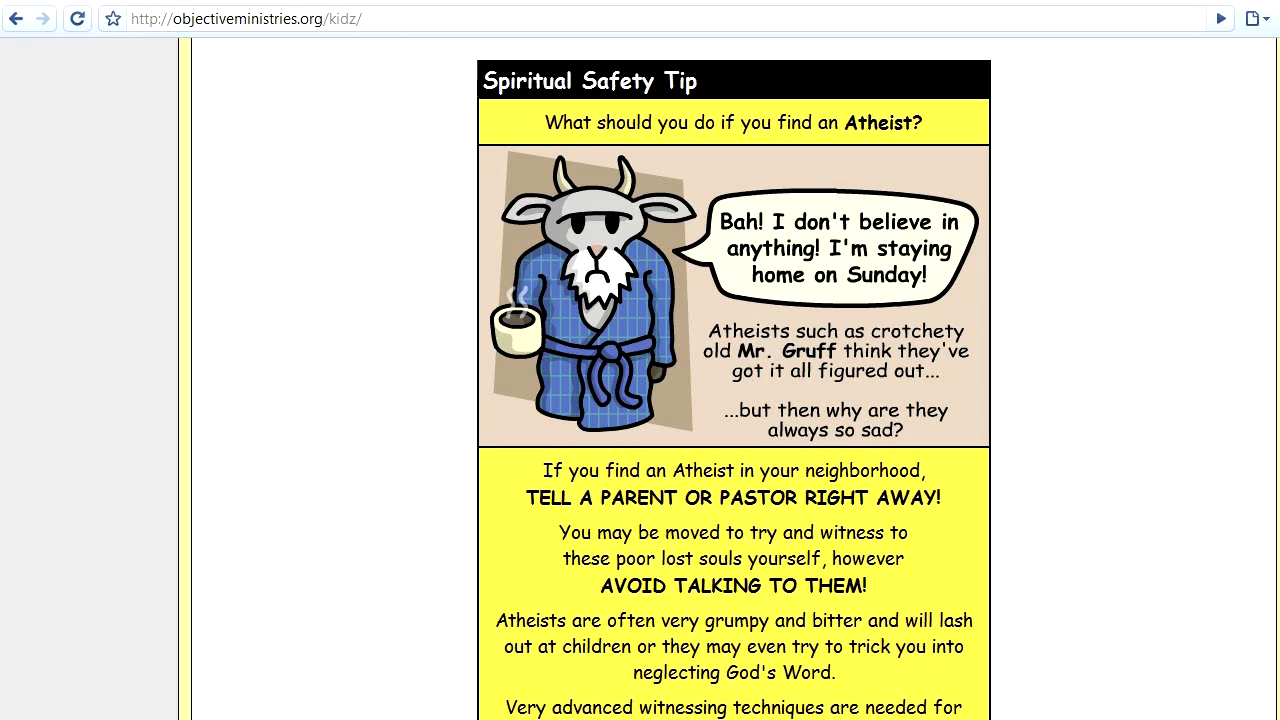 http://objectiveministries.org/kidz/
Spiritual Safety Tip
What should you do if you find an Atheist?
Bah! I don't believe in
anything! I'm staying
home on Sunday!
Atheists such as crotchety
old Mr. Gruff think they've
got it all figured out...
...but then why are they
always so sad?
If you find an Atheist in your neighborhood,
TELL A PARENT OR PASTOR RIGHT AWAY!
You may be moved to try and witness to
these poor lost souls yourself, however
AVOID TALKING TO THEM!
Atheists are often very grumpy and bitter and will lash
out at children or they may even try to trick you into
neglecting God's Word.
Very advanced witnessing techniques are needed for